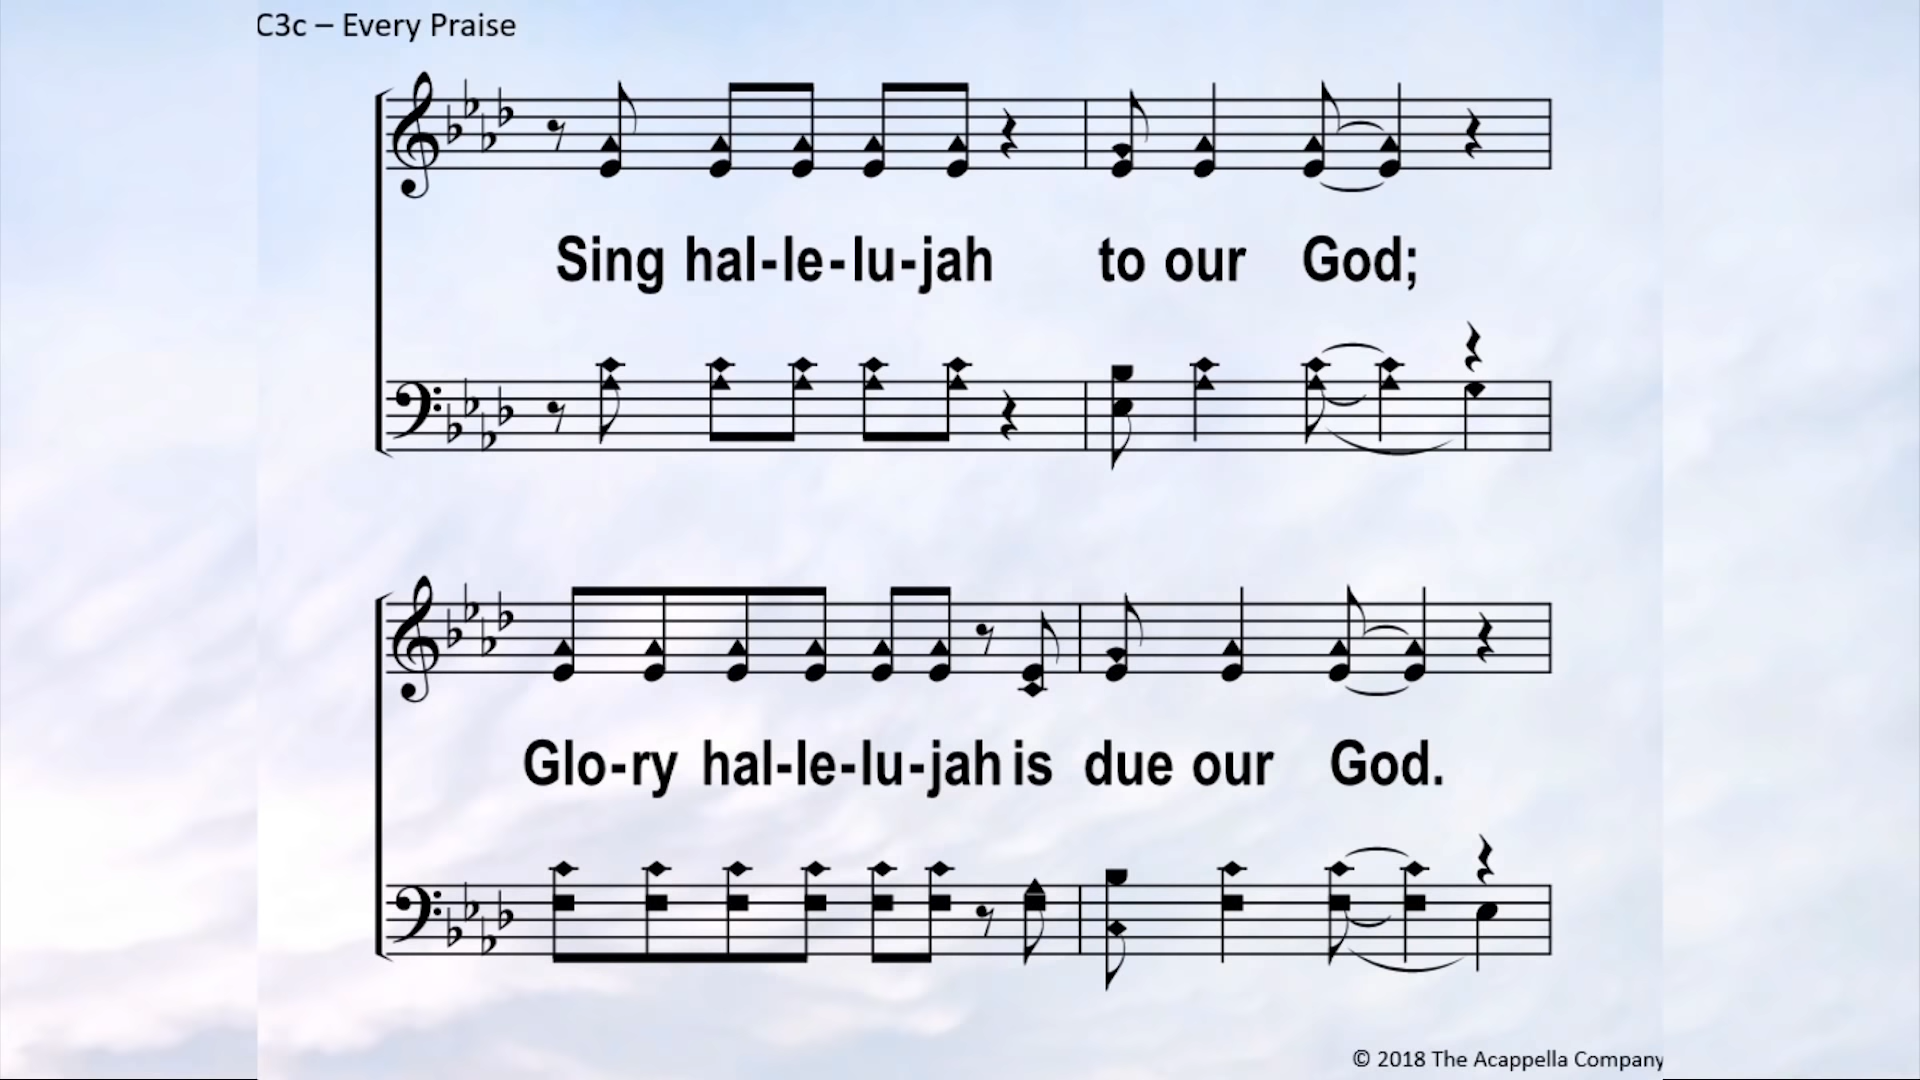 C3c – Every Praise
Sing hal-le-lu-jah to our God;
Glo-ry hal-le-lu-jah is due our God.
© 2018 The Acappella Company